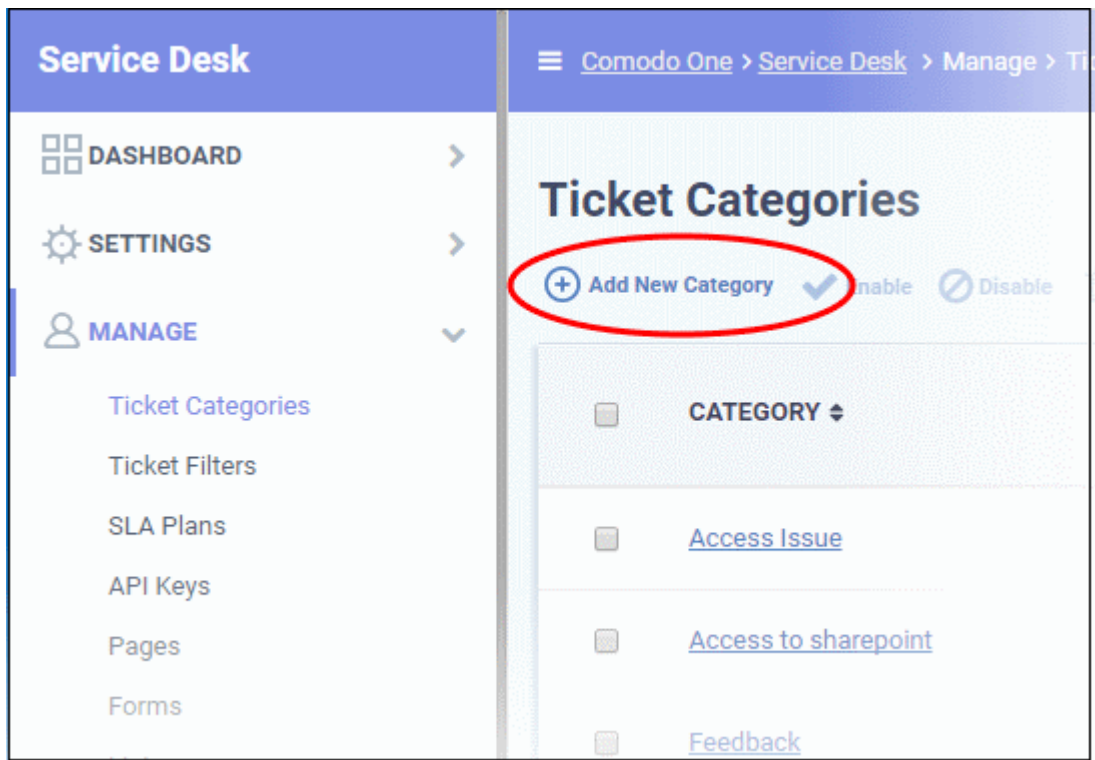 Service Desk
Comodo One > Service Desk > Manage >
DASHBOARD
SETTINGS
MANAGE
Ticket Categories
Ticket Filters
SLA Plans
API Keys
Pages
Forms
Ticket Categories
Add New Category Enable Disable
CATEGORY
Access Issue
Access to sharepoint
Feedback